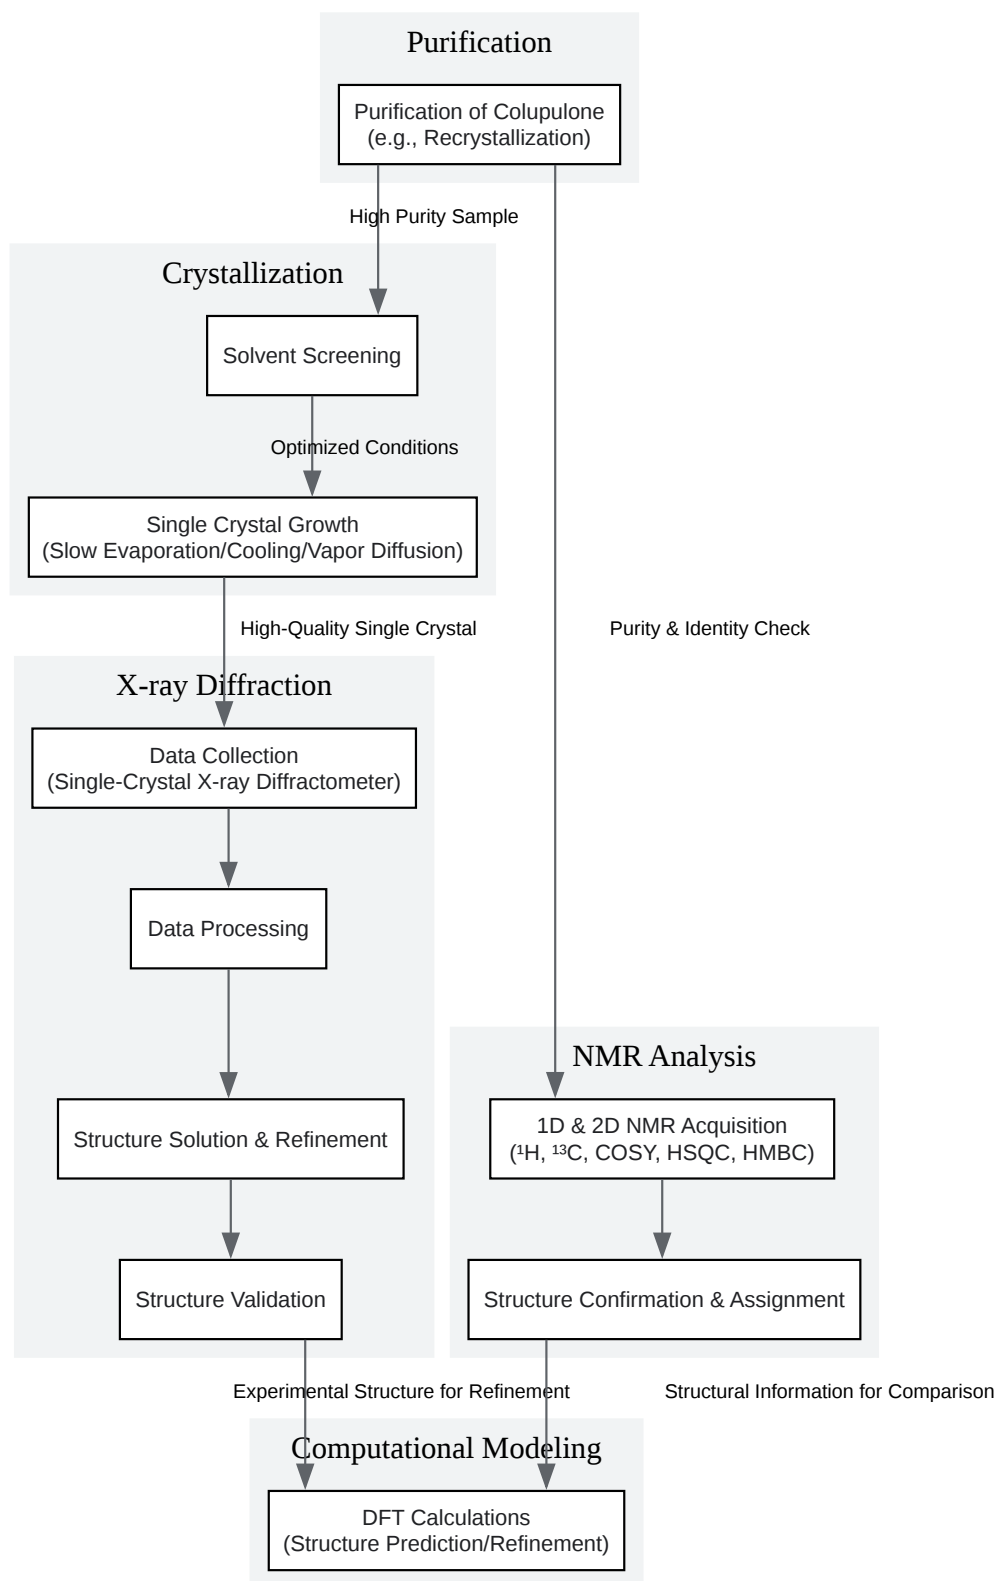 Purification
Purification of Colupulone
(e.g., Recrystallization)
High Purity Sample
Crystallization
Solvent Screening
Optimized Conditions
Single Crystal Growth
(Slow Evaporation/Cooling/Vapor Diffusion)
High-Quality Single Crystal
Purity & Identity Check
X-ray Diffraction
Data Collection
(Single-Crystal X-ray Diffractometer)
Data Processing
Structure Solution & Refinement
Structure Validation
NMR Analysis
1D & 2D NMR Acquisition
(¹H, ¹³C, COSY, HSQC, HMBC)
Structure Confirmation & Assignment
Experimental Structure for Refinement
Structural Information for Comparison
Computational Modeling
DFT Calculations
(Structure Prediction/Refinement)